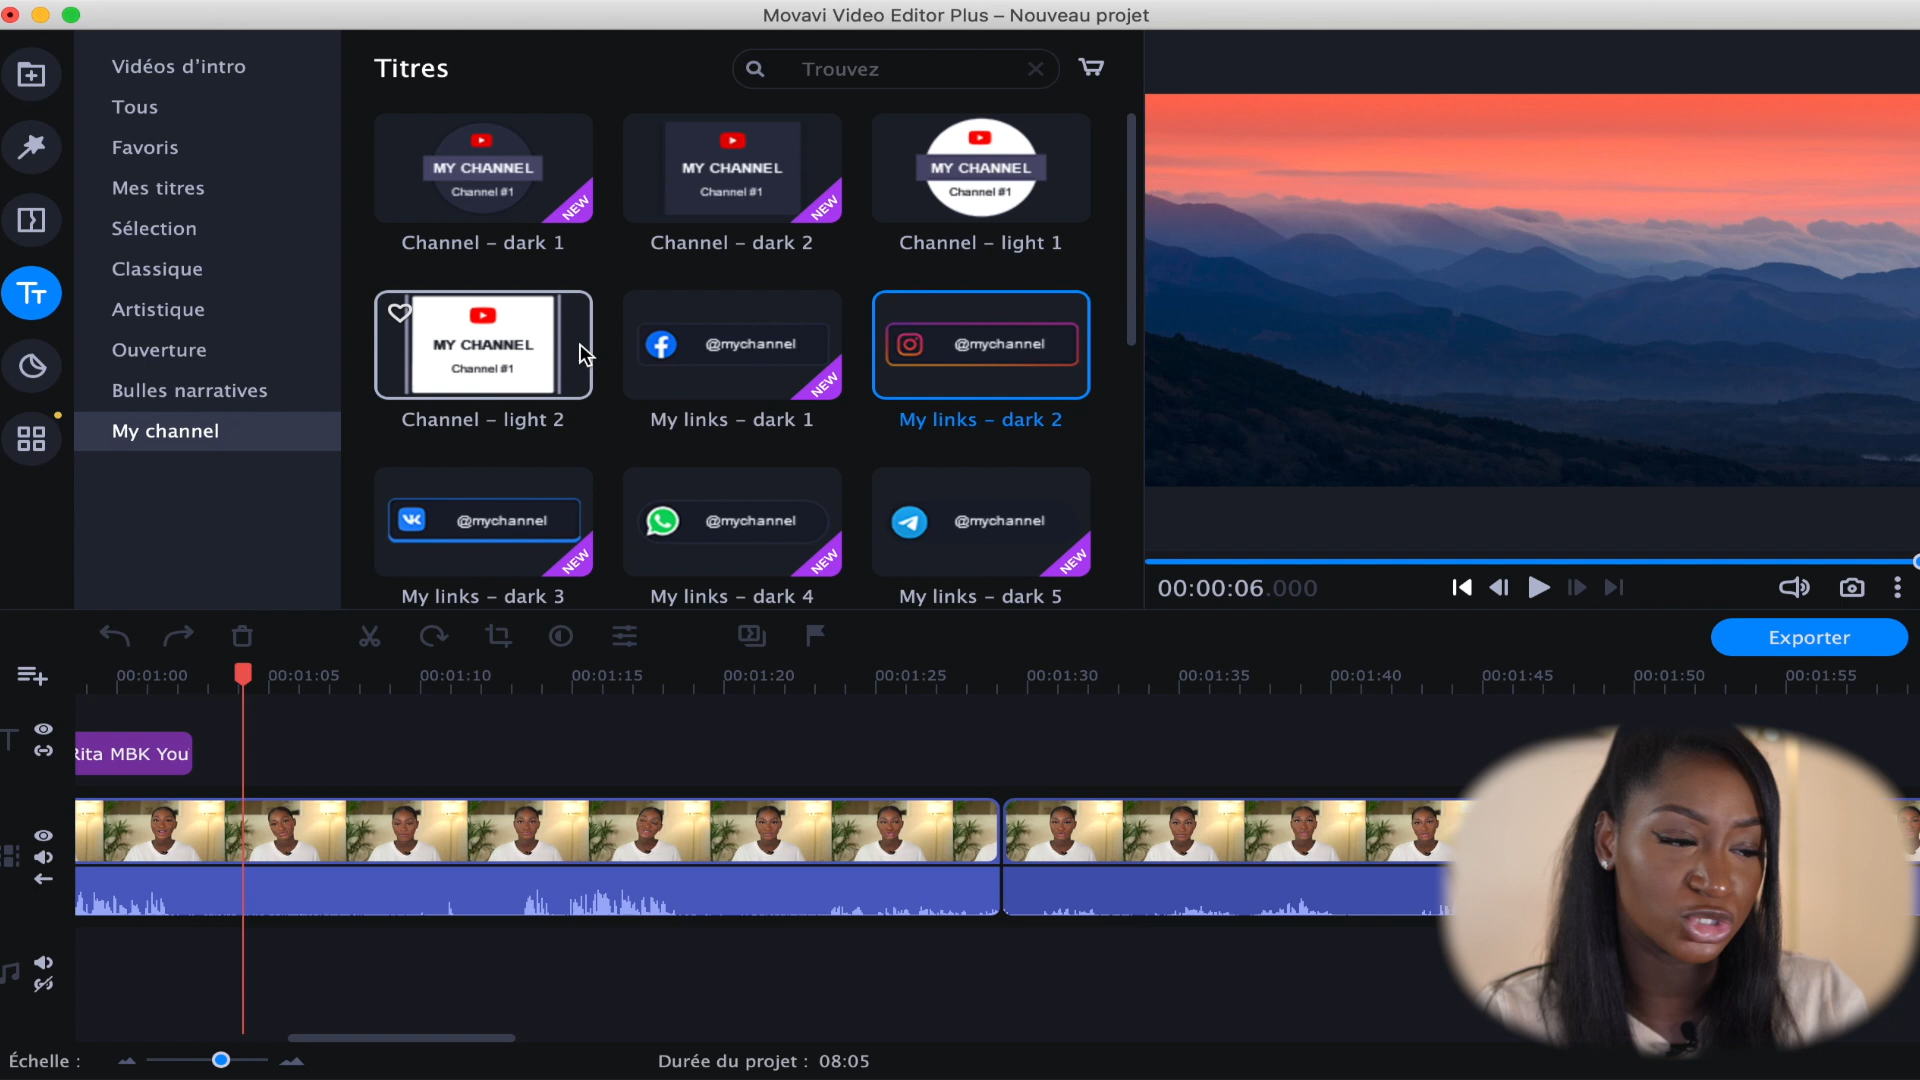 Movavi Video Editor Plus – Nouveau projet
Vidéos d'intro
Tous
Favoris
Mes titres
Sélection
Classique
Artistique
Ouverture
Bulles narratives
My channel
Titres
Trouvez
MY CHANNEL
Channel #1
NEW
Channel – dark 1
MY CHANNEL
Channel #1
NEW
Channel – dark 2
MY CHANNEL
Channel #1
Channel – light 1
MY CHANNEL
Channel #1
Channel – light 2
@mychannel
NEW
My links – dark 1
@mychannel
My links – dark 2
@mychannel
NEW
My links – dark 3
@mychannel
NEW
My links – dark 4
@mychannel
NEW
My links – dark 5
00:00:06.000
Exporter
00:01:00 00:01:05 00:01:10 00:01:15 00:01:20 00:01:25 00:01:30 00:01:35 00:01:40 00:01:45 00:01:50 00:01:55
Rita MBK You
Échelle :
Durée du projet : 08:05